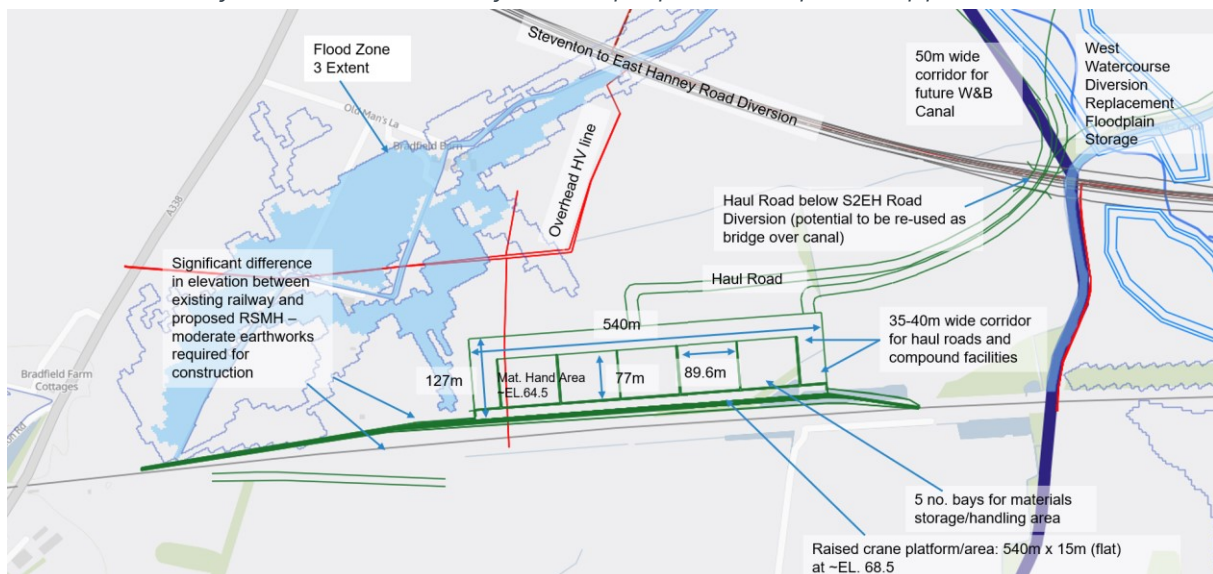 Flood Zone
3 Extent
Steventon to East Hanney Road Diversion
50m wide
corridor for
future W&B
Canal
West
Watercourse
Diversion
Replacement
Floodplain
Storage
Old Man's La
Bradfield Barn
A338
Overhead HV line
Haul Road below S2EH Road
Diversion (potential to be re-used as
bridge over canal)
Significant difference
in elevation between
existing railway and
proposed RSMH –
moderate earthworks
required for
construction
Haul Road
540m
35-40m wide corridor
for haul roads and
compound facilities
Bradfield Farm
Cottages
127m
Mat. Hand Area
~EL.64.5
77m
89.6m
5 no. bays for materials
storage/handling area
Raised crane platform/area: 540m x 15m (flat)
at ~EL. 68.5